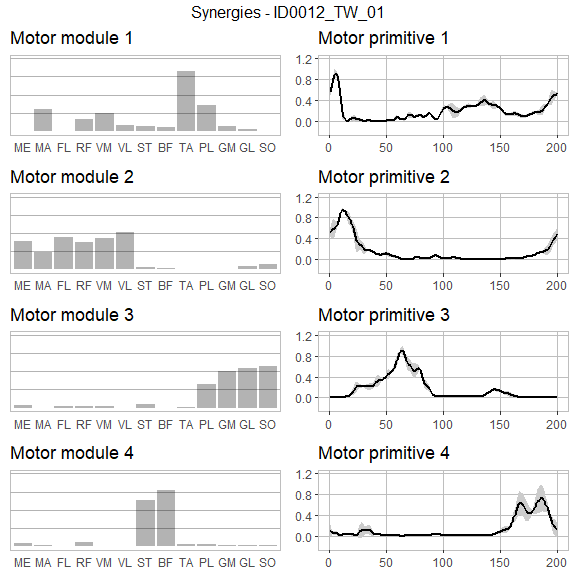 Synergies - ID0012_TW_01
Motor module 1
Motor primitive 1
1.2
0.8
0.4
0
ME MA FL RF VM VL ST BF TA PL GM GL SO
0 50 100 150 200
Motor module 2
Motor primitive 2
1.2
0.8
0.4
0
ME MA FL RF VM VL ST BF TA PL GM GL SO
0 50 100 150 200
Motor module 3
Motor primitive 3
1.2
0.8
0.4
0
ME MA FL RF VM VL ST BF TA PL GM GL SO
0 50 100 150 200
Motor module 4
Motor primitive 4
1.2
0.8
0.4
0
ME MA FL RF VM VL ST BF TA PL GM GL SO
0 50 100 150 200